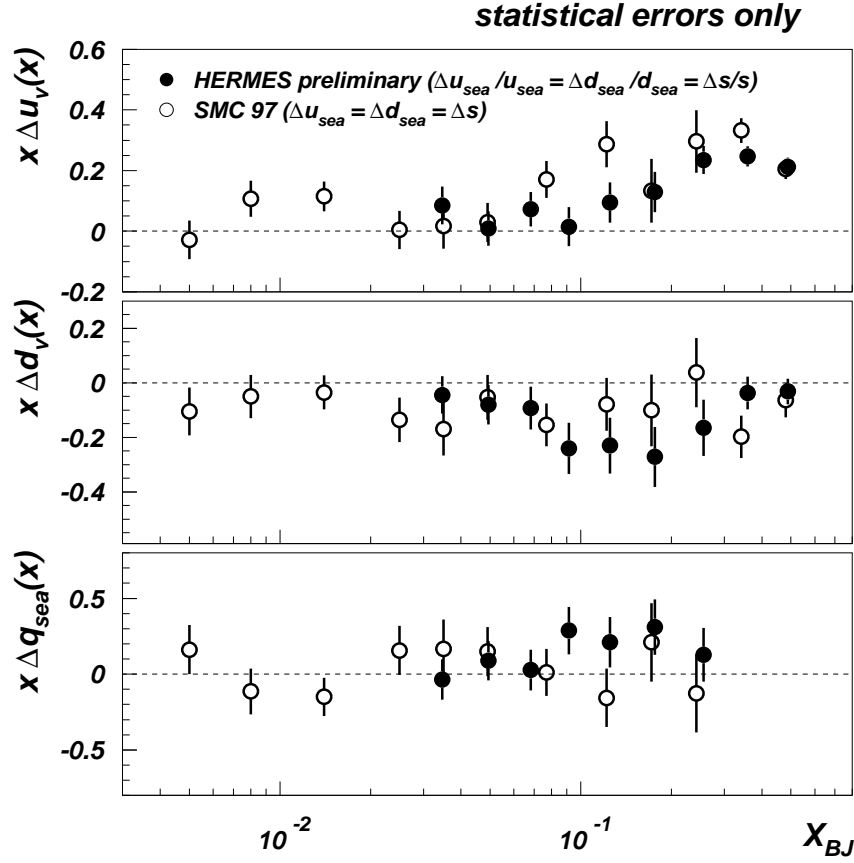 statistical errors only
x Δu_v(x)
0.6
0.4
0.2
0
-0.2
● HERMES preliminary (Δu_sea /u_sea = Δd_sea /d_sea = Δs/s)
○ SMC 97 (Δu_sea = Δd_sea = Δs)
x Δd_v(x)
0.2
0
-0.2
-0.4
x Δq_sea(x)
0.5
0
-0.5
10^-2
10^-1
X_BJ